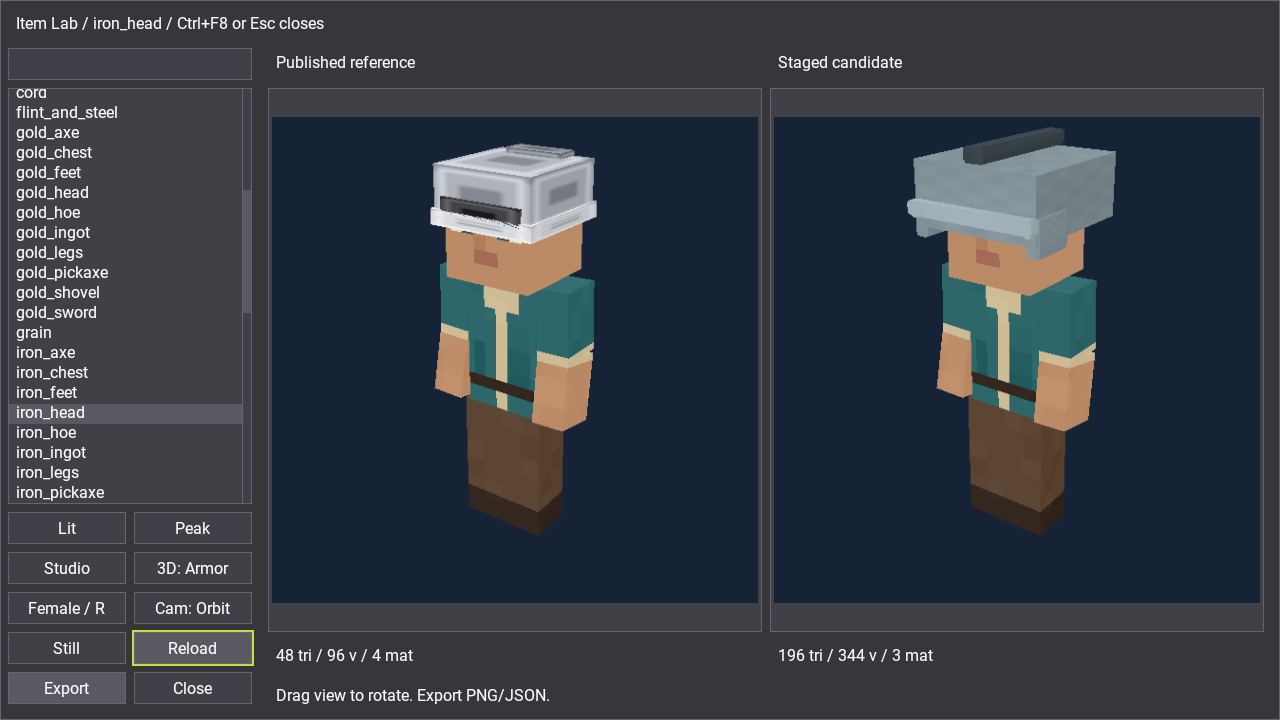 Item Lab / iron_head / Ctrl+F8 or Esc closes
Published reference
Staged candidate
cord
flint_and_steel
gold_axe
gold_chest
gold_feet
gold_head
gold_hoe
gold_ingot
gold_legs
gold_pickaxe
gold_shovel
gold_sword
grain
iron_axe
iron_chest
iron_feet
iron_head
iron_hoe
iron_ingot
iron_legs
iron_pickaxe
Lit
Peak
Studio
3D: Armor
Female / R
Cam: Orbit
Still
Reload
Export
Close
48 tri / 96 v / 4 mat
196 tri / 344 v / 3 mat
Drag view to rotate. Export PNG/JSON.